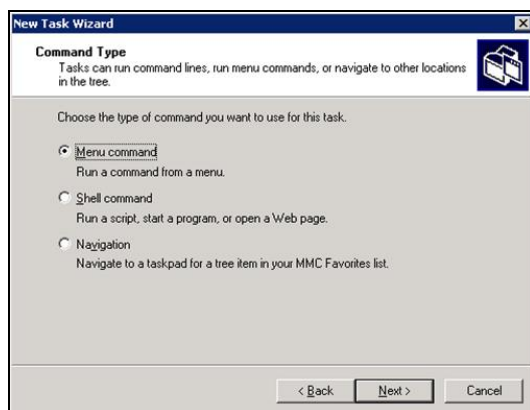 New Task Wizard
Command Type
Tasks can run command lines, run menu commands, or navigate to other locations
in the tree.
Choose the type of command you want to use for this task.
Menu command
Run a command from a menu.
Shell command
Run a script, start a program, or open a Web page.
Navigation
Navigate to a taskpad for a tree item in your MMC Favorites list.
< Back Next > Cancel